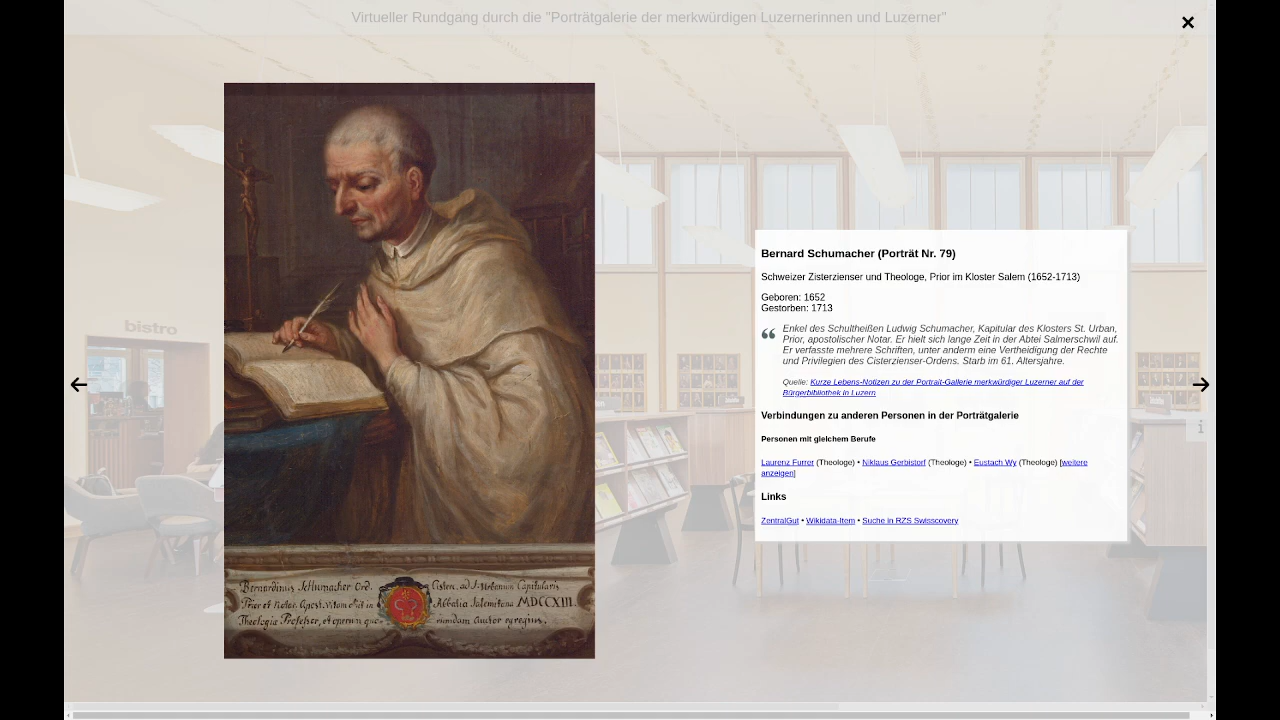 Virtueller Rundgang durch die "Porträtgalerie der merkwürdigen Luzernerinnen und Luzerner"
bistro
Bernard Schumacher (Porträt Nr. 79)
Schweizer Zisterzienser und Theologe, Prior im Kloster Salem (1652-1713)
Geboren: 1652
Gestorben: 1713
Enkel des Schultheißen Ludwig Schumacher, Kapitular des Klosters St. Urban,
Prior, apostolischer Notar. Er hielt sich lange Zeit in der Abtei Salmerschwil auf.
Er verfasste mehrere Schriften, unter anderm eine Vertheidigung der Rechte
und Privilegien des Cisterzienser-Ordens. Starb im 61. Altersjahre.
Quelle: Kurze Lebens-Notizen zu der Portrait-Gallerie merkwürdiger Luzerner auf der
Bürgerbibliothek in Luzern
Verbindungen zu anderen Personen in der Porträtgalerie
Personen mit gleichem Berufe
Laurenz Furrer (Theologe) • Niklaus Gerbistorf (Theologe) • Eustach Wy (Theologe) [weitere
anzeigen]
Links
ZentralGut • Wikidata-Item • Suche in RZS Swisscovery
Bernardinus Schumacher Ord. Cisterc. ad S. Urbanum Capitularis
Prior et Notar. Apost. vitam in Abbatia Salemitana MDCCXIII.
Theologiæ Professor, et operum quo- rumdam Auctor egregius.